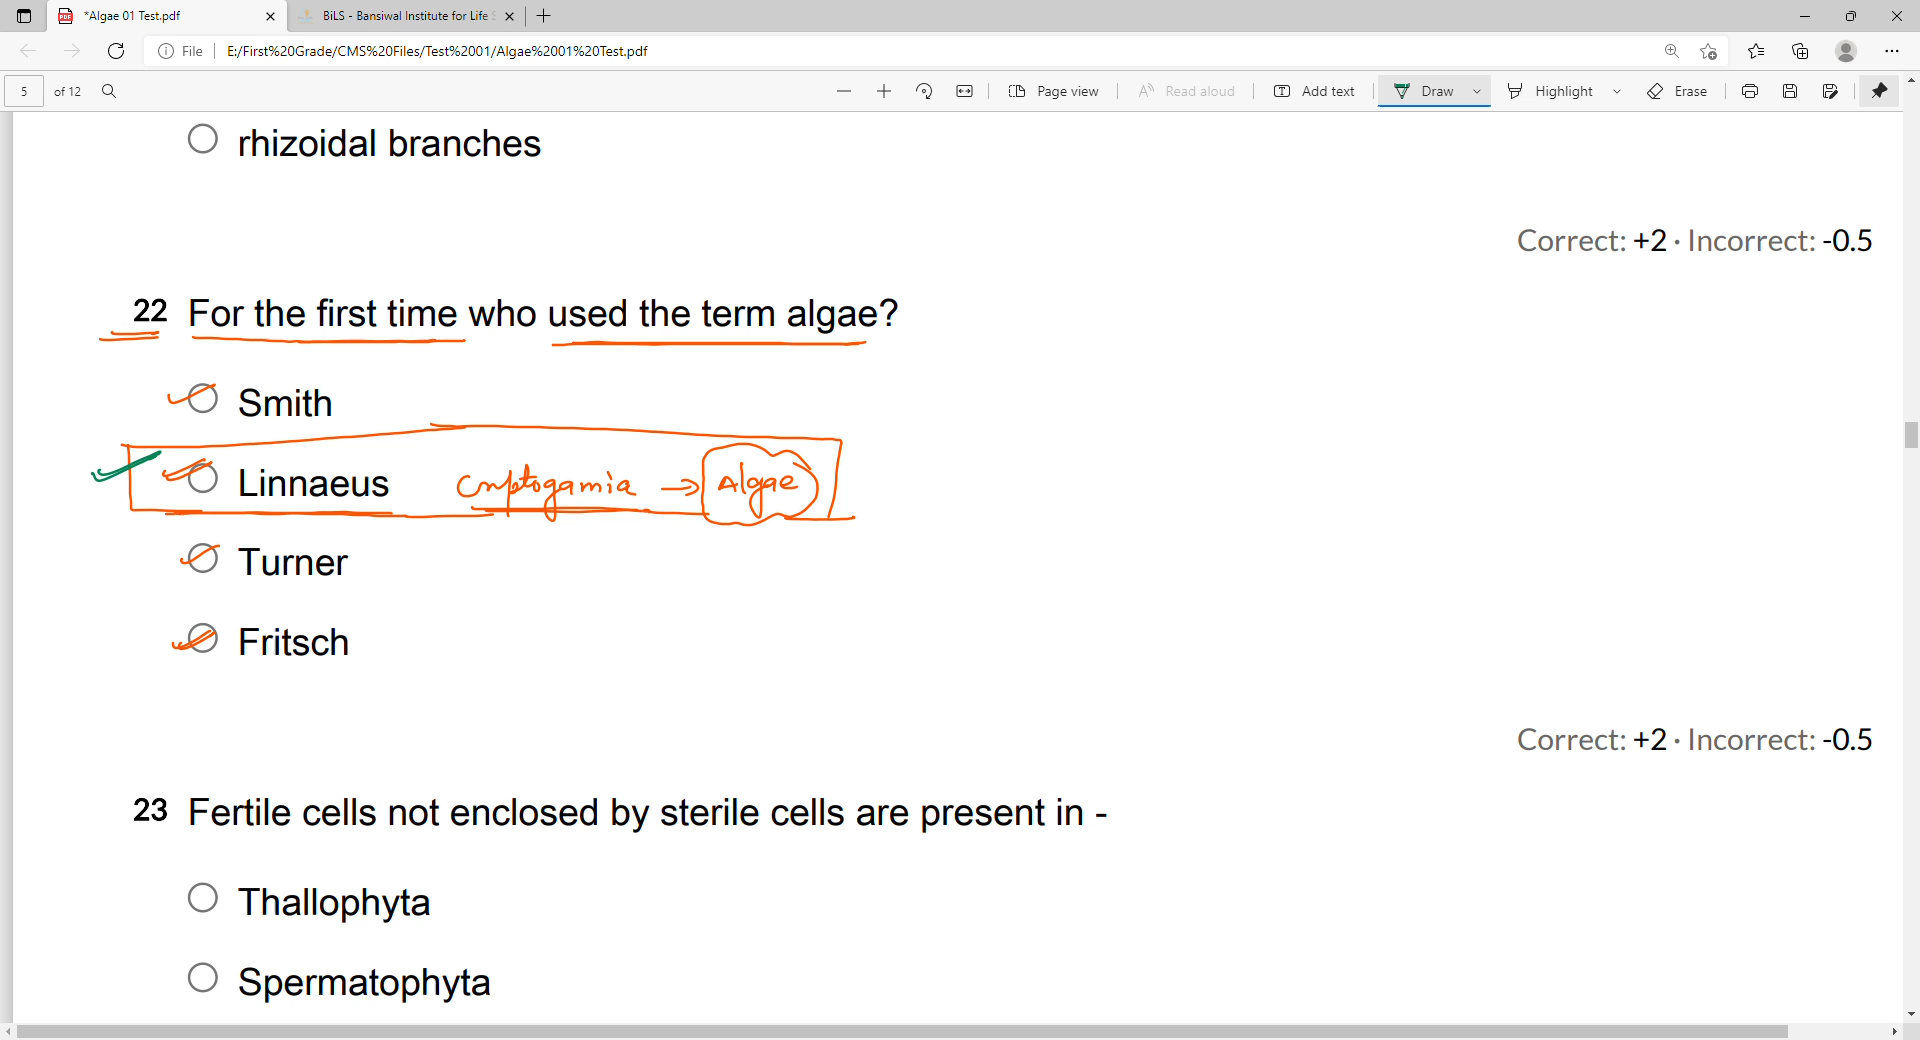 *Algae 01 Test.pdf
BiLS - Bansiwal Institute for Life S
File E:/First%20Grade/CMS%20Files/Test%2001/Algae%2001%20Test.pdf
5 of 12 Page view Read aloud Add text Draw Highlight Erase
rhizoidal branches
Correct: +2 · Incorrect: -0.5
22 For the first time who used the term algae?
Smith
Linnaeus Cryptogamia → Algae
Turner
Fritsch
Correct: +2 · Incorrect: -0.5
23 Fertile cells not enclosed by sterile cells are present in -
Thallophyta
Spermatophyta